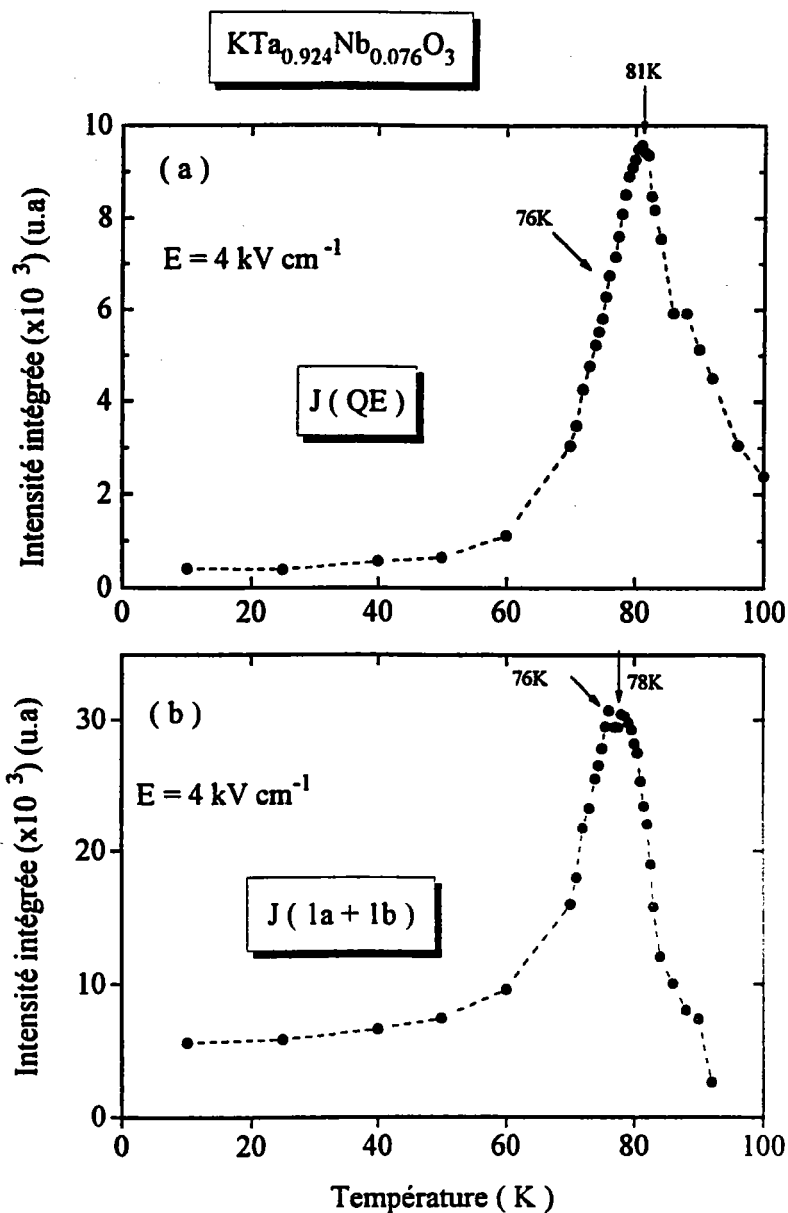 KTa0.924Nb0.076O3
81K
10
( a )
8
76K
E = 4 kV cm-1
6
J ( QE )
4
2
0
0 20 40 60 80 100
Intensité intégrée (x10 3) (u.a)
76K 78K
30
( b )
E = 4 kV cm-1
20
J ( 1a + 1b )
10
0
0 20 40 60 80 100
Intensité intégrée (x10 3) (u.a)
Température ( K )